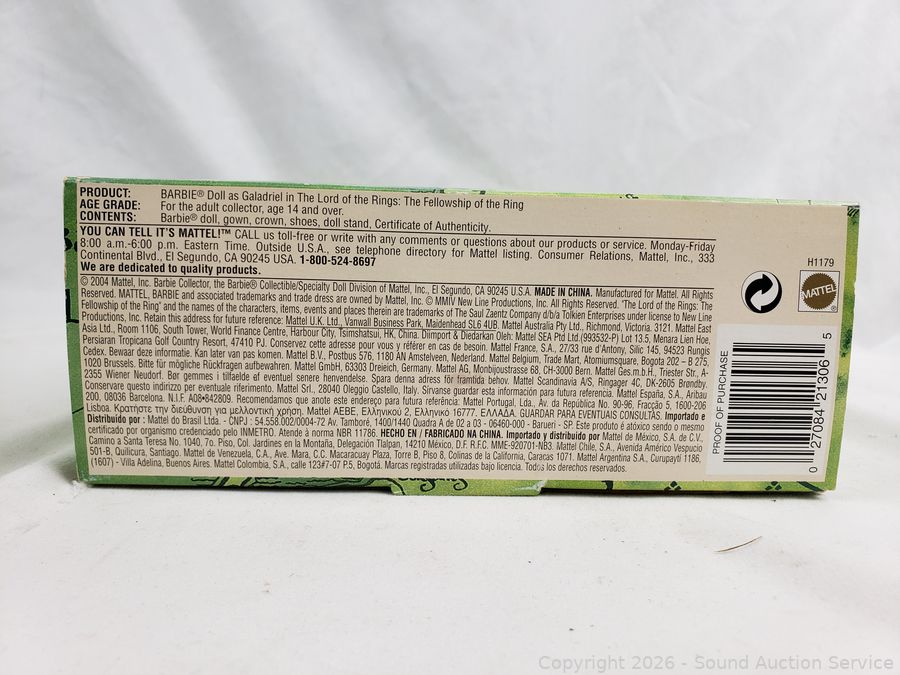 PRODUCT: BARBIE® Doll as Galadriel in The Lord of the Rings: The Fellowship of the Ring
AGE GRADE: For the adult collector, age 14 and over.
CONTENTS: Barbie® doll, gown, crown, shoes, doll stand, Certificate of Authenticity.
YOU CAN TELL IT'S MATTEL!™ CALL us toll-free or write with any comments or questions about our products or service. Monday-Friday
8:00 a.m.-6:00 p.m. Eastern Time. Outside U.S.A., see telephone directory for Mattel listing. Consumer Relations, Mattel, Inc., 333
Continental Blvd., El Segundo, CA 90245 USA. 1-800-524-8697
We are dedicated to quality products.
© 2004 Mattel, Inc. Barbie Collector, the Barbie® Collectible/Specialty Doll Division of Mattel, Inc., El Segundo, CA 90245 U.S.A. MADE IN CHINA. Manufactured for Mattel. All Rights
Reserved. MATTEL, BARBIE and associated trademarks and trade dress are owned by Mattel, Inc. © MMIV New Line Productions, Inc. All Rights Reserved. "The Lord of the Rings: The
Fellowship of the Ring" and the names of the characters, items, events and places therein are trademarks of The Saul Zaentz Company d/b/a Tolkien Enterprises under license to New Line
Productions, Inc. Retain this address for future reference: Mattel U.K. Ltd., Vanwall Business Park, Maidenhead SL6 4UB. Mattel Australia Pty Ltd., Richmond, Victoria. 3121. Mattel East
Asia Ltd., Room 1106, South Tower, World Finance Centre, Harbour City, Tsimshatsui, HK, China. Diimport & Diedarkan Oleh: Mattel SEA Ptd Ltd.(993532-P) Lot 13.5, Menara Lien Hoe,
Persiaran Tropicana Golf Country Resort, 47410 PJ. Conservez cette adresse pour vous y référer en cas de besoin. Mattel France, S.A., 27/33 rue d'Antony, Silic 145, 94523 Rungis
Cedex. Bewaar deze informatie. Kan later van pas komen. Mattel B.V., Postbus 576, 1180 AN Amstelveen, Nederland. Mattel Belgium, Trade Mart, Atomiumsquare, Bogota 202 – B 275,
1020 Brussels. Bitte für mögliche Rückfragen aufbewahren. Mattel GmbH, 63303 Dreieich, Germany. Mattel AG, Monbijoustrasse 68, CH-3000 Bern. Mattel Ges.m.b.H., Triester Str., A-
2355 Wiener Neudorf. Bør gemmes i tilfælde af eventuel senere henvendelse. Spara denna adress för framtida behov. Mattel Scandinavia A/S, Ringager 4C, DK-2605 Brøndby.
Conservare questo indirizzo per eventuale riferimento. Mattel Srl., 28040 Oleggio Castello, Italy. Sírvanse guardar esta información para futura referencia. Mattel España, S.A., Aribau
200, 08036 Barcelona. N.I.F. A08•842809. Recomendamos que anote este endereço para futura referência: Mattel Portugal, Lda., Av. da República No. 90-96, Fracção 5, 1600-206
Lisboa. Κρατήστε την διεύθυνση για μελλοντική χρήση. Mattel AEBE, Ελληνικού 2, Ελληνικό 16777. ΕΛΛΑΔΑ. GUARDAR PARA EVENTUAIS CONSULTAS. Importado e
Distribuido por : Mattel do Brasil Ltda. - CNPJ : 54.558.002/0004-72 Av. Tamboré, 1400/1440 Quadra A de 02 a 03 - 06460-000 - Barueri - SP. Este produto é atóxico sendo o mesmo
certificado por organismo credenciado pelo INMETRO. Atende à norma NBR 11786. HECHO EN / FABRICADO NA CHINA. Importado y distribuido por Mattel de México, S.A. de C.V.,
Camino a Santa Teresa No. 1040, 7o. Piso, Col. Jardines en la Montaña, Delegación Tlalpan, 14210 México, D.F. R.F.C. MME-920701-NB3. Mattel Chile, S.A., Avenida Américo Vespucio
501-B, Quilicura, Santiago. Mattel de Venezuela, C.A., Ave. Mara, C.C. Macaracuay Plaza, Torre B, Piso 8, Colinas de la California, Caracas 1071. Mattel Argentina S.A., Curupaytí 1186,
(1607) - Villa Adelina, Buenos Aires. Mattel Colombia, S.A., calle 123#7-07 P.5, Bogotá. Marcas registradas utilizadas bajo licencia. Todos los derechos reservados.
H1179
MATTEL
PROOF OF PURCHASE
0 27084 21306 5
Copyright 2026 - Sound Auction Service